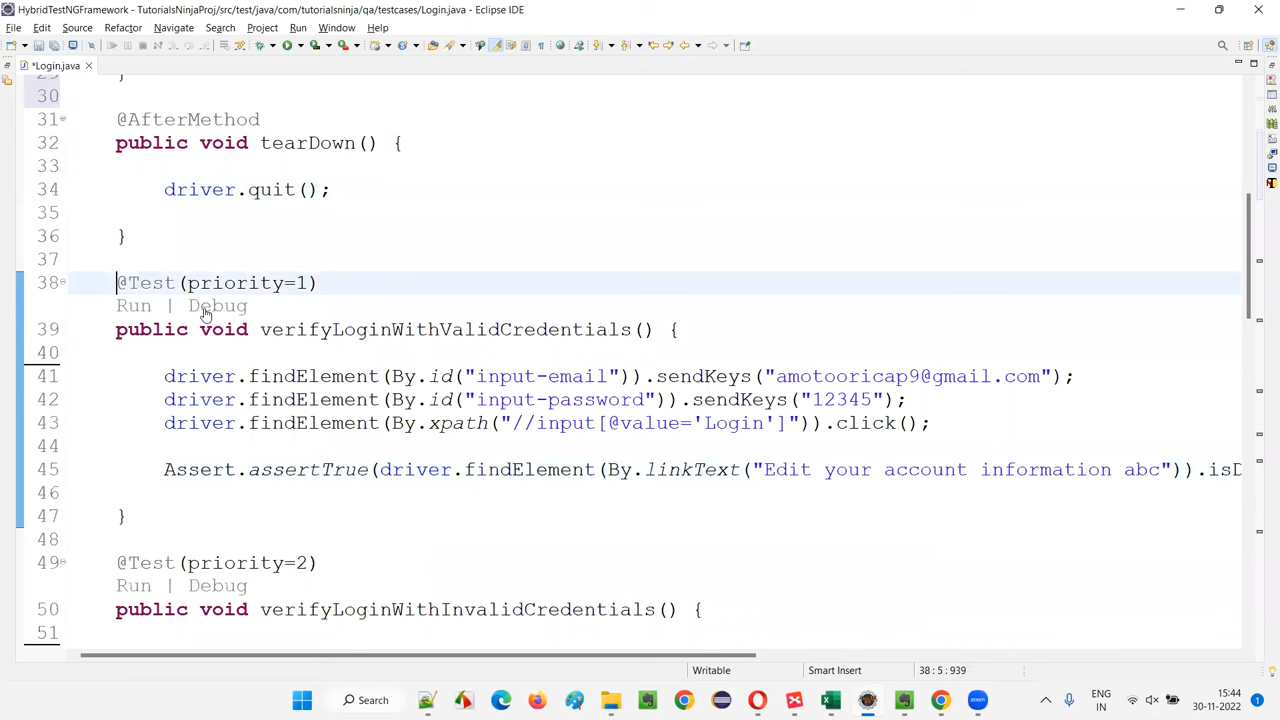 HybridTestNGFramework - TutorialsNinjaProj/src/test/java/com/tutorialsninja/qa/testcases/Login.java - Eclipse IDE
File Edit Source Refactor Navigate Search Project Run Window Help
*Login.java
29 }
30
31 @AfterMethod
32 public void tearDown() {
33
34 driver.quit();
35
36 }
37
38 @Test(priority=1)
Run | Debug
39 public void verifyLoginWithValidCredentials() {
40
41 driver.findElement(By.id("input-email")).sendKeys("amotooricap9@gmail.com");
42 driver.findElement(By.id("input-password")).sendKeys("12345");
43 driver.findElement(By.xpath("//input[@value='Login']")).click();
44
45 Assert.assertTrue(driver.findElement(By.linkText("Edit your account information abc")).isD
46
47 }
48
49 @Test(priority=2)
Run | Debug
50 public void verifyLoginWithInvalidCredentials() {
51
Writable Smart Insert 38 : 5 : 939
Search
ENG
IN
15:44
30-11-2022
1